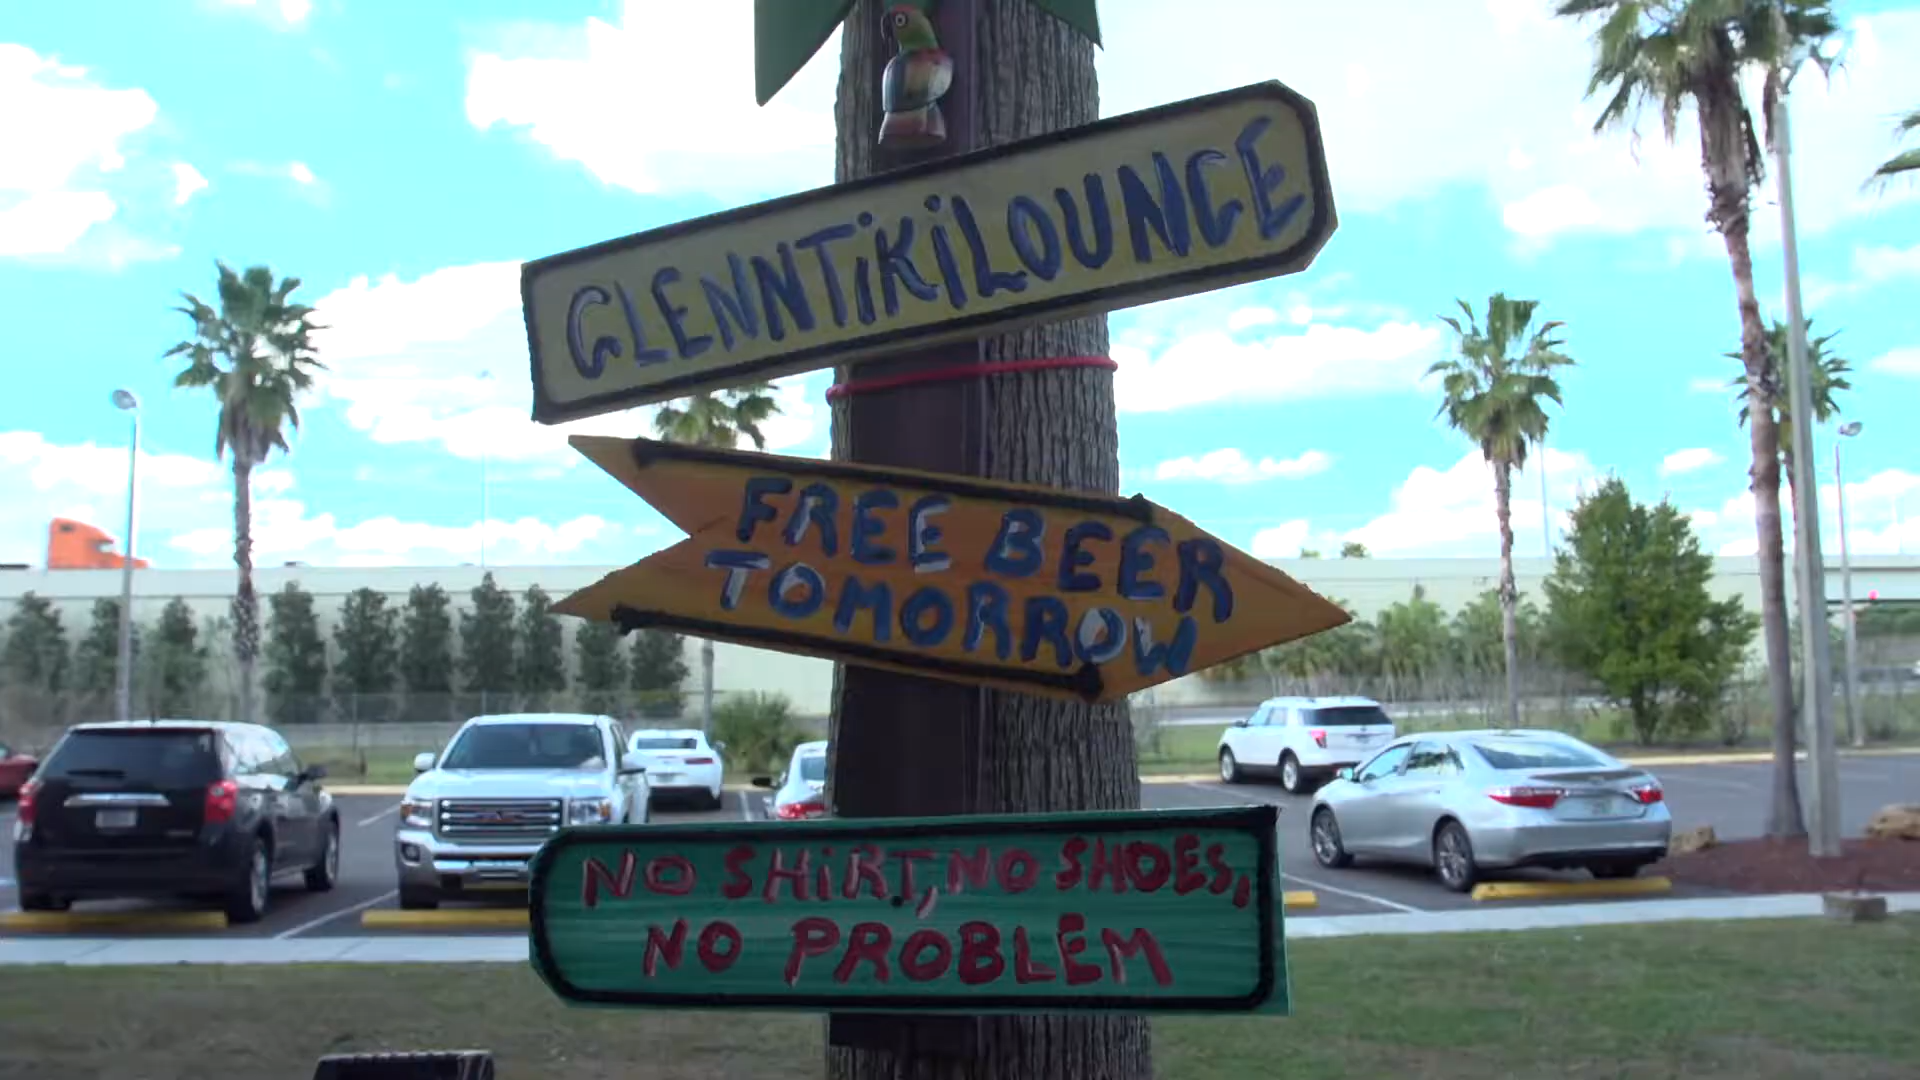 GLENNTiKiLOUNGE
FREE BEER
TOMORROW
NO SHiRT, NO SHOES,
NO PROBLEM